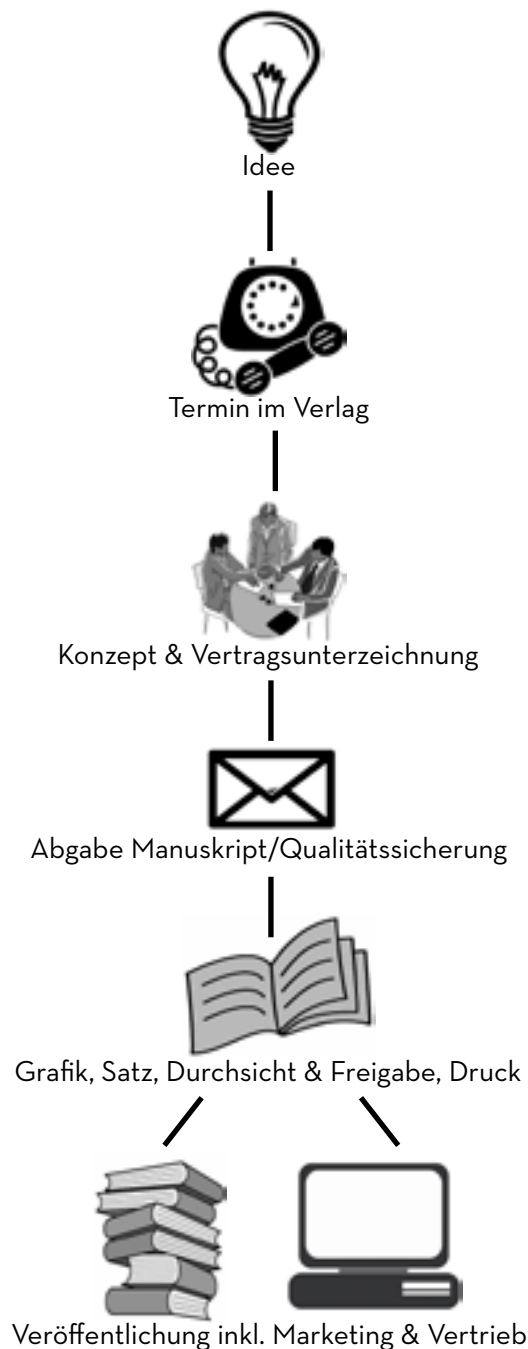 Idee
Termin im Verlag
Konzept & Vertragsunterzeichnung
Abgabe Manuskript/Qualitätssicherung
Grafik, Satz, Durchsicht & Freigabe, Druck
Veröffentlichung inkl. Marketing & Vertrieb